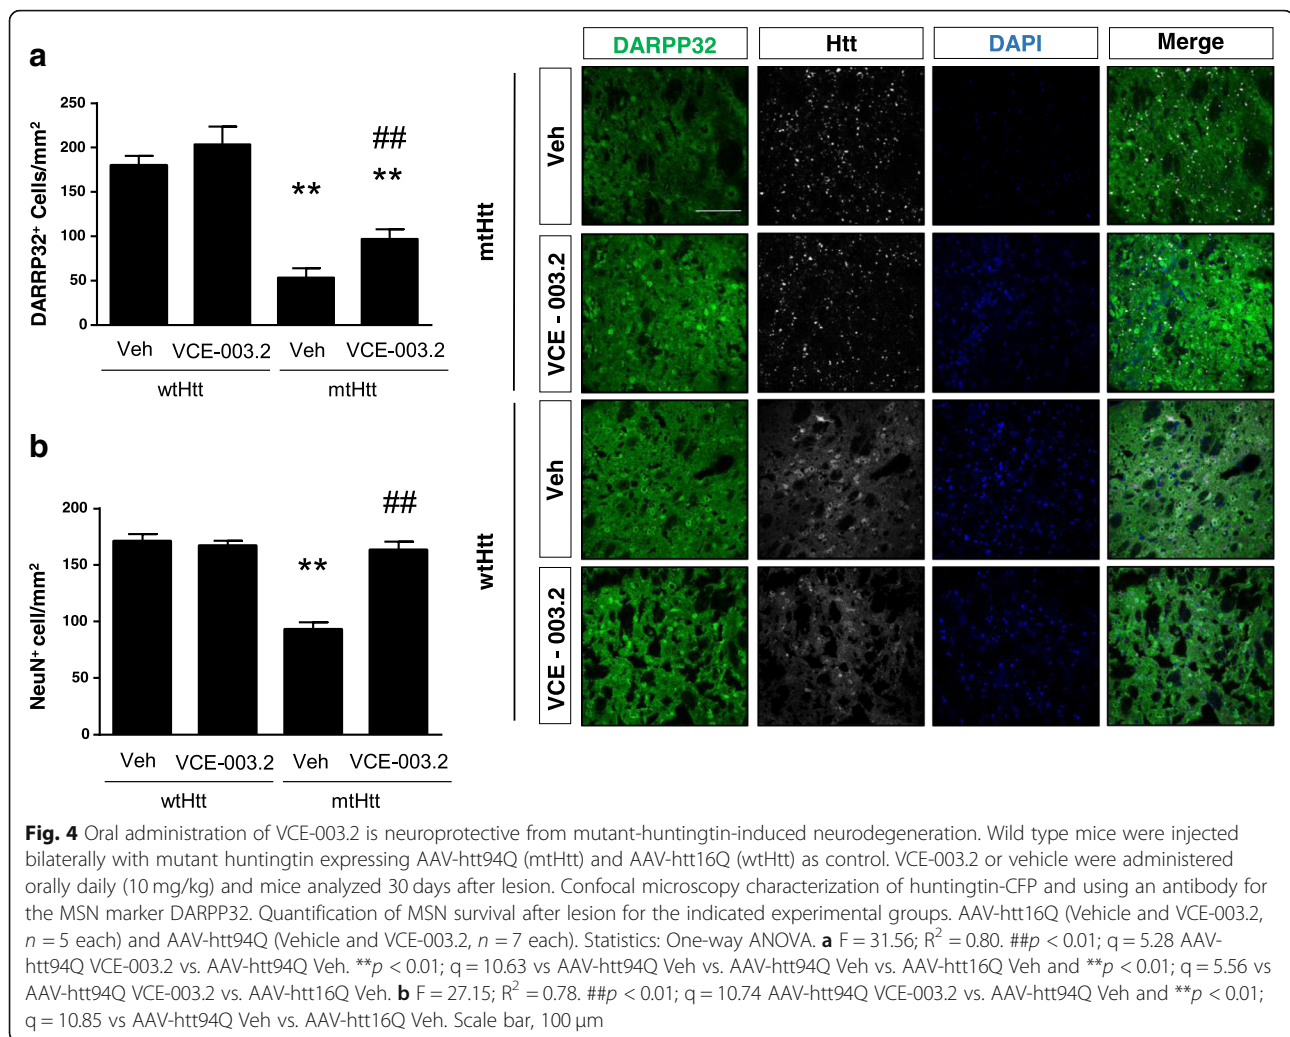 a
DARRP32+ Cells/mm2
250
200
150
100
50
0
**
##
**
Veh
VCE-003.2
Veh
VCE-003.2
wtHtt
mtHtt
b
NeuN+ cell/mm2
200
150
100
50
0
**
##
Veh
VCE-003.2
Veh
VCE-003.2
wtHtt
mtHtt
DARPP32
Htt
DAPI
Merge
mtHtt
Veh
VCE - 003.2
wtHtt
Veh
VCE - 003.2
Fig. 4 Oral administration of VCE-003.2 is neuroprotective from mutant-huntingtin-induced neurodegeneration. Wild type mice were injected
bilaterally with mutant huntingtin expressing AAV-htt94Q (mtHtt) and AAV-htt16Q (wtHtt) as control. VCE-003.2 or vehicle were administered
orally daily (10 mg/kg) and mice analyzed 30 days after lesion. Confocal microscopy characterization of huntingtin-CFP and using an antibody for
the MSN marker DARPP32. Quantification of MSN survival after lesion for the indicated experimental groups. AAV-htt16Q (Vehicle and VCE-003.2,
n = 5 each) and AAV-htt94Q (Vehicle and VCE-003.2, n = 7 each). Statistics: One-way ANOVA. a F = 31.56; R2 = 0.80. ##p < 0.01; q = 5.28 AAV-
htt94Q VCE-003.2 vs. AAV-htt94Q Veh. **p < 0.01; q = 10.63 vs AAV-htt94Q Veh vs. AAV-htt94Q Veh vs. AAV-htt16Q Veh and **p < 0.01; q = 5.56 vs
AAV-htt94Q VCE-003.2 vs. AAV-htt16Q Veh. b F = 27.15; R2 = 0.78. ##p < 0.01; q = 10.74 AAV-htt94Q VCE-003.2 vs. AAV-htt94Q Veh and **p < 0.01;
q = 10.85 vs AAV-htt94Q Veh vs. AAV-htt16Q Veh. Scale bar, 100 μm